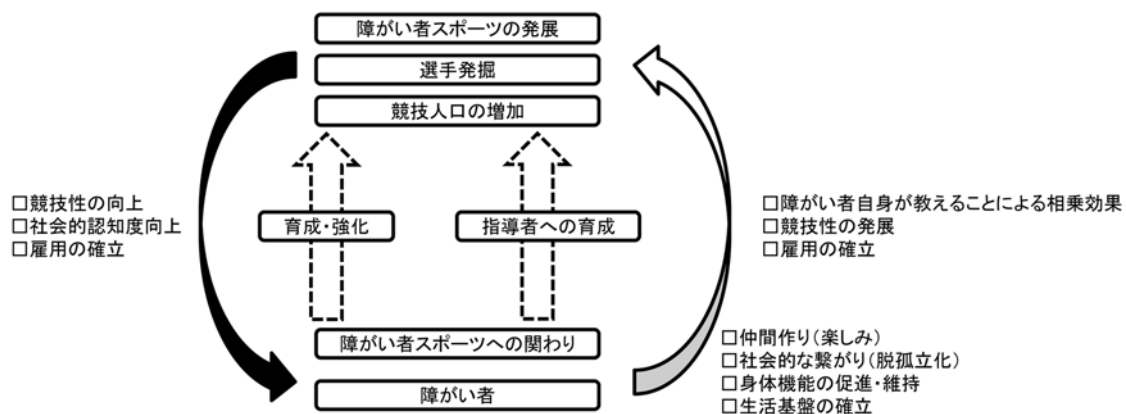 障がい者スポーツの発展
選手発掘
競技人口の増加
□競技性の向上
□社会的認知度向上
□雇用の確立
育成・強化
指導者への育成
□障がい者自身が教えることによる相乗効果
□競技性の発展
□雇用の確立
障がい者スポーツへの関わり
障がい者
□仲間作り(楽しみ)
□社会的な繋がり(脱孤立化)
□身体機能の促進・維持
□生活基盤の確立